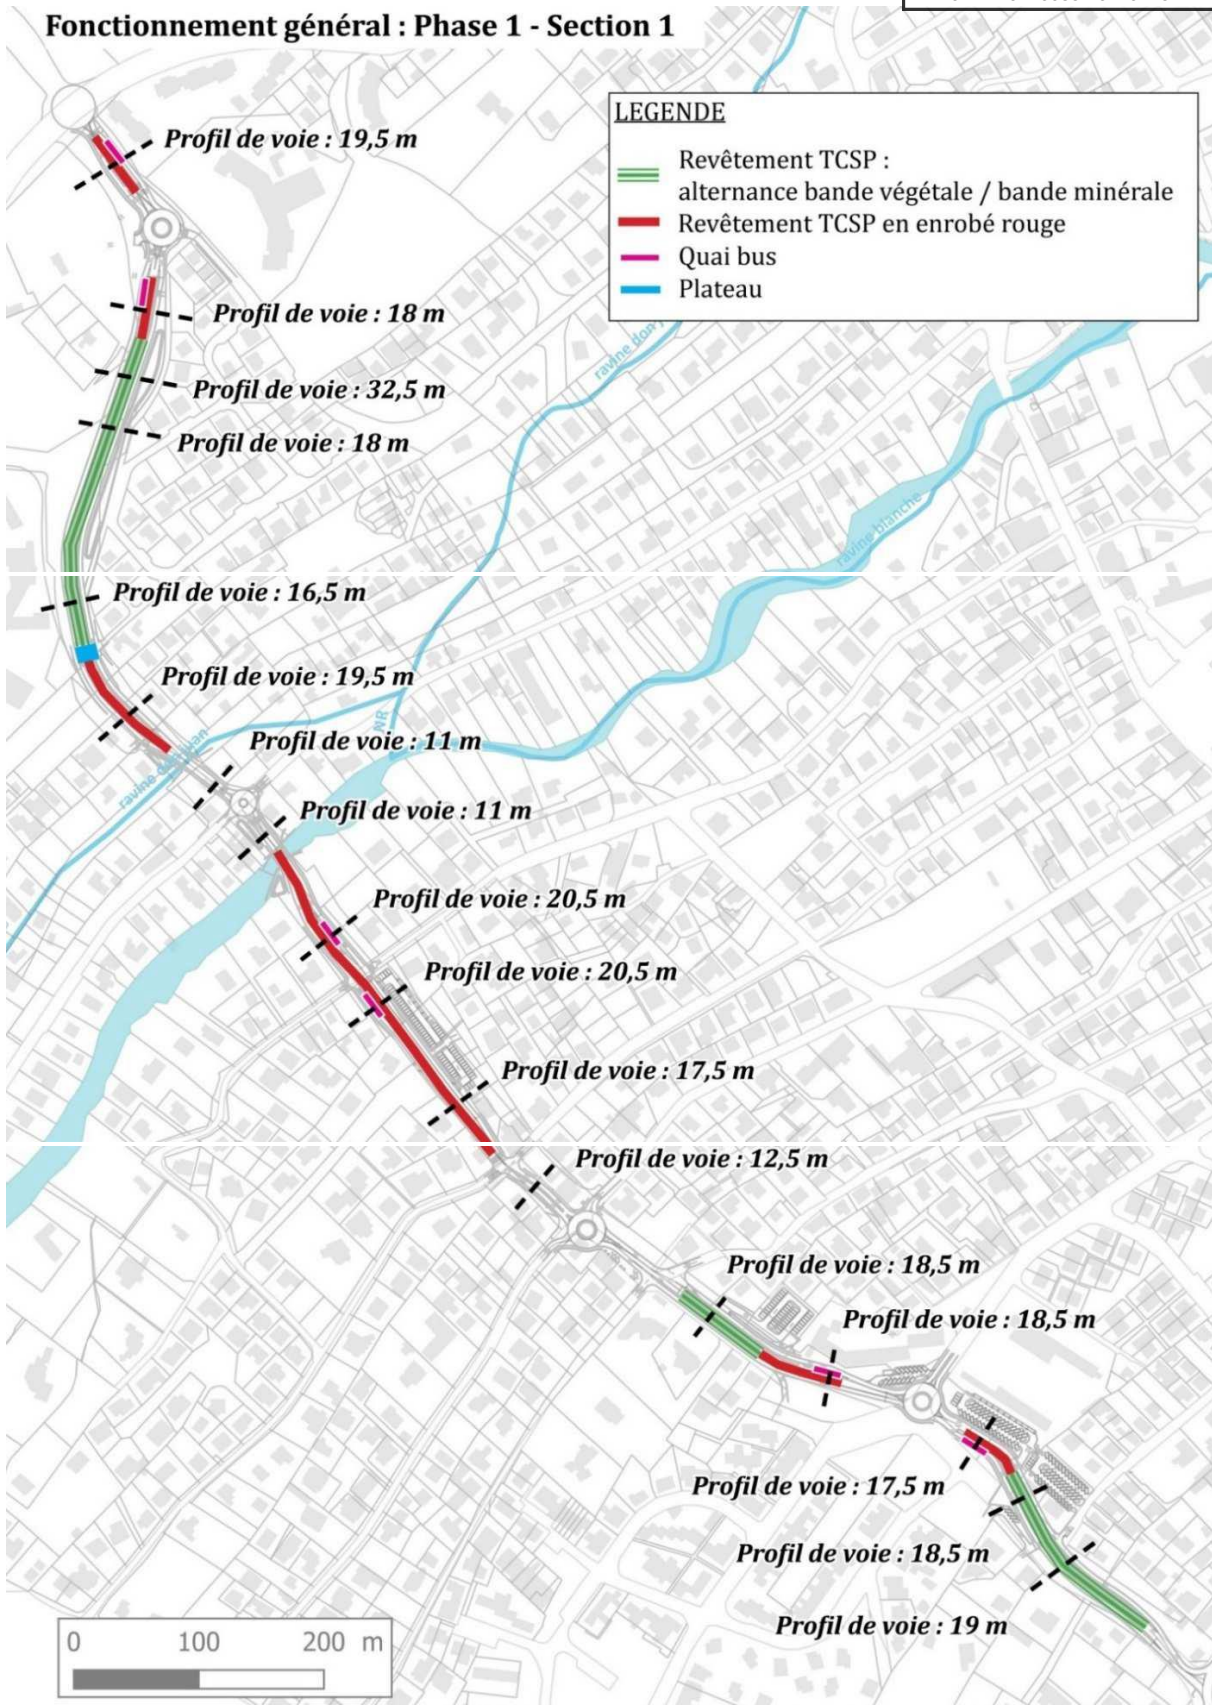 Fonctionnement général : Phase 1 - Section 1
LEGENDE
Revêtement TCSP :
alternance bande végétale / bande minérale
Revêtement TCSP en enrobé rouge
Quai bus
Plateau
Profil de voie : 19,5 m
Profil de voie : 18 m
ravine don
Profil de voie : 32,5 m
Profil de voie : 18 m
ravine blanche
Profil de voie : 16,5 m
Profil de voie : 19,5 m
NR
Profil de voie : 11 m
ravine
Profil de voie : 11 m
Profil de voie : 20,5 m
Profil de voie : 20,5 m
Profil de voie : 17,5 m
Profil de voie : 12,5 m
Profil de voie : 18,5 m
Profil de voie : 18,5 m
Profil de voie : 17,5 m
Profil de voie : 18,5 m
Profil de voie : 19 m
0 100 200 m